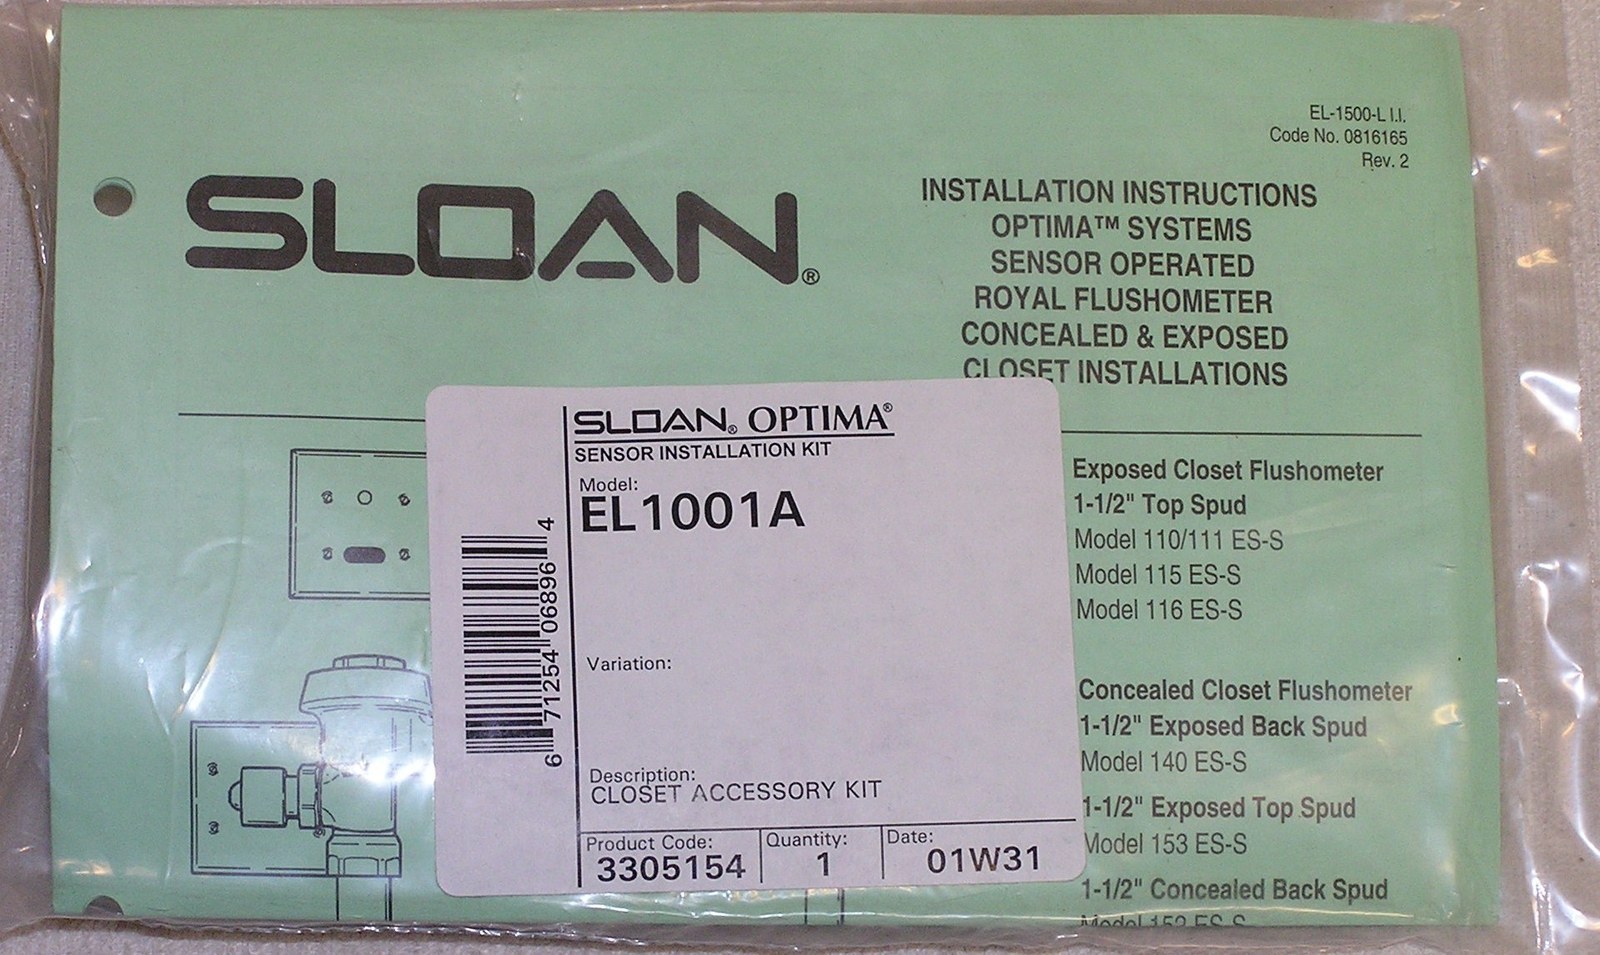 EL-1500-L I.I.
Code No. 0816165
Rev. 2
SLOAN®
INSTALLATION INSTRUCTIONS
OPTIMA™ SYSTEMS
SENSOR OPERATED
ROYAL FLUSHOMETER
CONCEALED & EXPOSED
CLOSET INSTALLATIONS
SLOAN® OPTIMA®
SENSOR INSTALLATION KIT
Model:
EL1001A
Variation:
Description:
CLOSET ACCESSORY KIT
Product Code:
3305154
Quantity:
1
Date:
01W31
6 71254 06896 4
Exposed Closet Flushometer
1-1/2" Top Spud
Model 110/111 ES-S
Model 115 ES-S
Model 116 ES-S
Concealed Closet Flushometer
1-1/2" Exposed Back Spud
Model 140 ES-S
1-1/2" Exposed Top Spud
Model 153 ES-S
1-1/2" Concealed Back Spud
Model 152 ES-S